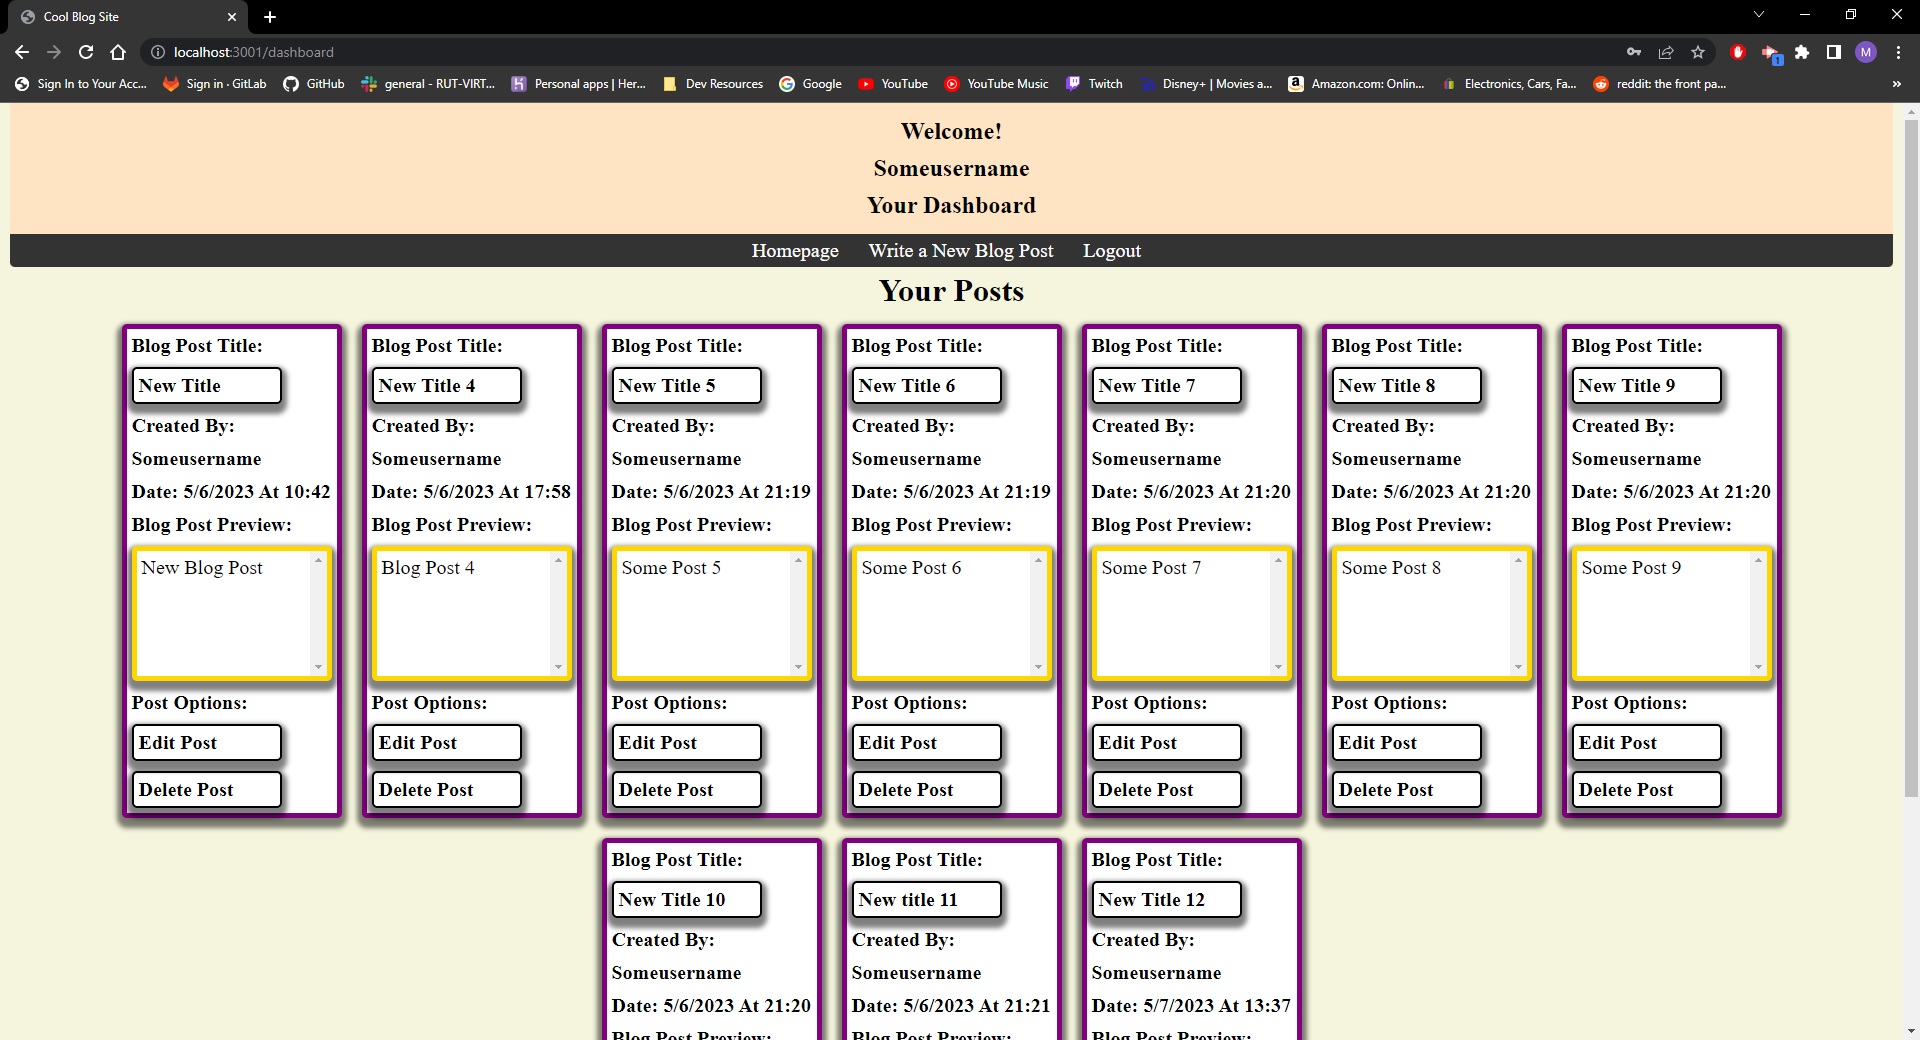 Cool Blog Site
localhost:3001/dashboard
M
1
Sign In to Your Acc... Sign in · GitLab GitHub general - RUT-VIRT... Personal apps | Her... Dev Resources Google YouTube YouTube Music Twitch Disney+ | Movies a... Amazon.com: Onlin... Electronics, Cars, Fa... reddit: the front pa... »
Welcome!
Someusername
Your Dashboard
Homepage Write a New Blog Post Logout
Your Posts
Blog Post Title:
New Title
Created By:
Someusername
Date: 5/6/2023 At 10:42
Blog Post Preview:
New Blog Post
Post Options:
Edit Post
Delete Post
Blog Post Title:
New Title 4
Created By:
Someusername
Date: 5/6/2023 At 17:58
Blog Post Preview:
Blog Post 4
Post Options:
Edit Post
Delete Post
Blog Post Title:
New Title 5
Created By:
Someusername
Date: 5/6/2023 At 21:19
Blog Post Preview:
Some Post 5
Post Options:
Edit Post
Delete Post
Blog Post Title:
New Title 6
Created By:
Someusername
Date: 5/6/2023 At 21:19
Blog Post Preview:
Some Post 6
Post Options:
Edit Post
Delete Post
Blog Post Title:
New Title 7
Created By:
Someusername
Date: 5/6/2023 At 21:20
Blog Post Preview:
Some Post 7
Post Options:
Edit Post
Delete Post
Blog Post Title:
New Title 8
Created By:
Someusername
Date: 5/6/2023 At 21:20
Blog Post Preview:
Some Post 8
Post Options:
Edit Post
Delete Post
Blog Post Title:
New Title 9
Created By:
Someusername
Date: 5/6/2023 At 21:20
Blog Post Preview:
Some Post 9
Post Options:
Edit Post
Delete Post
Blog Post Title:
New Title 10
Created By:
Someusername
Date: 5/6/2023 At 21:20
Blog Post Preview:
Blog Post Title:
New title 11
Created By:
Someusername
Date: 5/6/2023 At 21:21
Blog Post Preview:
Blog Post Title:
New Title 12
Created By:
Someusername
Date: 5/7/2023 At 13:37
Blog Post Preview: